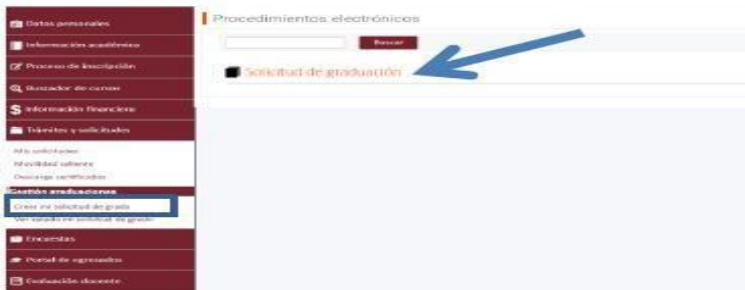 Datos personales
Información académica
Proceso de inscripción
Buscador de cursos
Información financiera
Trámites y solicitudes
Mis solicitudes
Movilidad saliente
Descarga certificados
Gestión graduaciones
Crear mi solicitud de grado
Ver estado mi solicitud de grado
Encuestas
Portal de egresados
Evaluación docente
Procedimientos electrónicos
Buscar
Solicitud de graduación